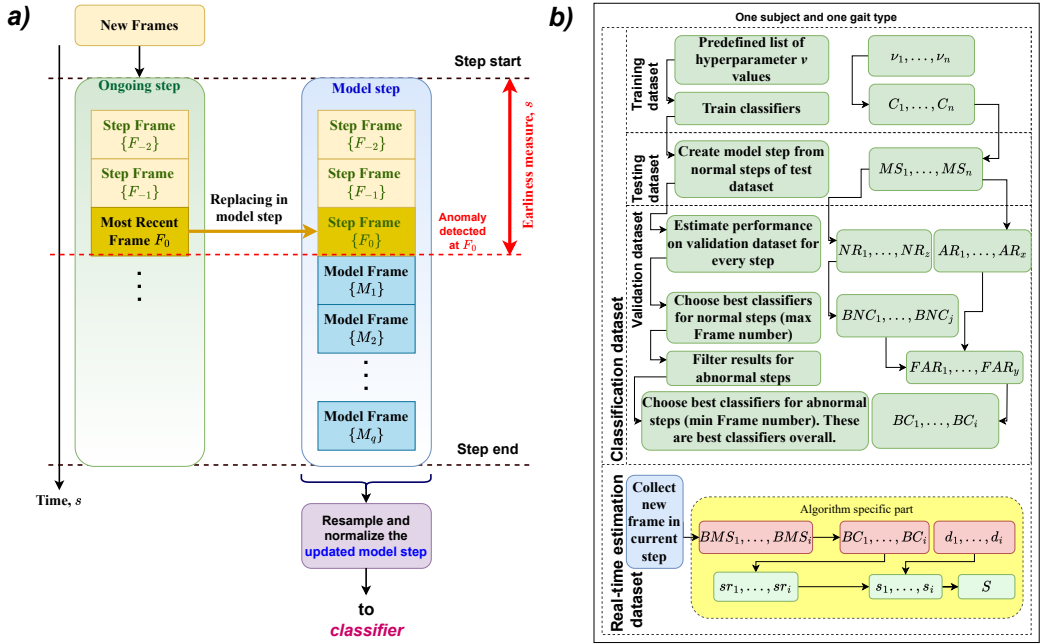 a)
New Frames
Step start
Ongoing step
Model step
Step Frame
{F₋₂}
Step Frame
{F₋₁}
Most Recent
Frame F₀
Replacing in
model step
Step Frame
{F₋₂}
Step Frame
{F₋₁}
Step Frame
{F₀}
Earliness measure, s
Anomaly
detected
at F₀
Model Frame
{M₁}
Model Frame
{M₂}
Model Frame
{M_q}
Step end
Time, s
Resample and
normalize the
updated model step
to
classifier
b)
One subject and one gait type
Classification dataset
Training
dataset
Predefined list of
hyperparameter ν
values
ν₁, . . . , νₙ
Train classifiers
C₁, . . . , Cₙ
Testing
dataset
Create model step from
normal steps of test
dataset
MS₁, . . . , MSₙ
Validation dataset
Estimate performance
on validation dataset for
every step
NR₁, . . . , NR_z
AR₁, . . . , AR_x
Choose best classifiers
for normal steps (max
Frame number)
BNC₁, . . . , BNC_j
Filter results for
abnormal steps
FAR₁, . . . , FAR_y
Choose best classifiers for abnormal
steps (min Frame number). These
are best classifiers overall.
BC₁, . . . , BC_i
Real-time estimation
dataset
Collect
new
frame in
current
step
Algorithm specific part
BMS₁, . . . , BMS_i
BC₁, . . . , BC_i
d₁, . . . , d_i
sr₁, . . . , sr_i
s₁, . . . , s_i
S